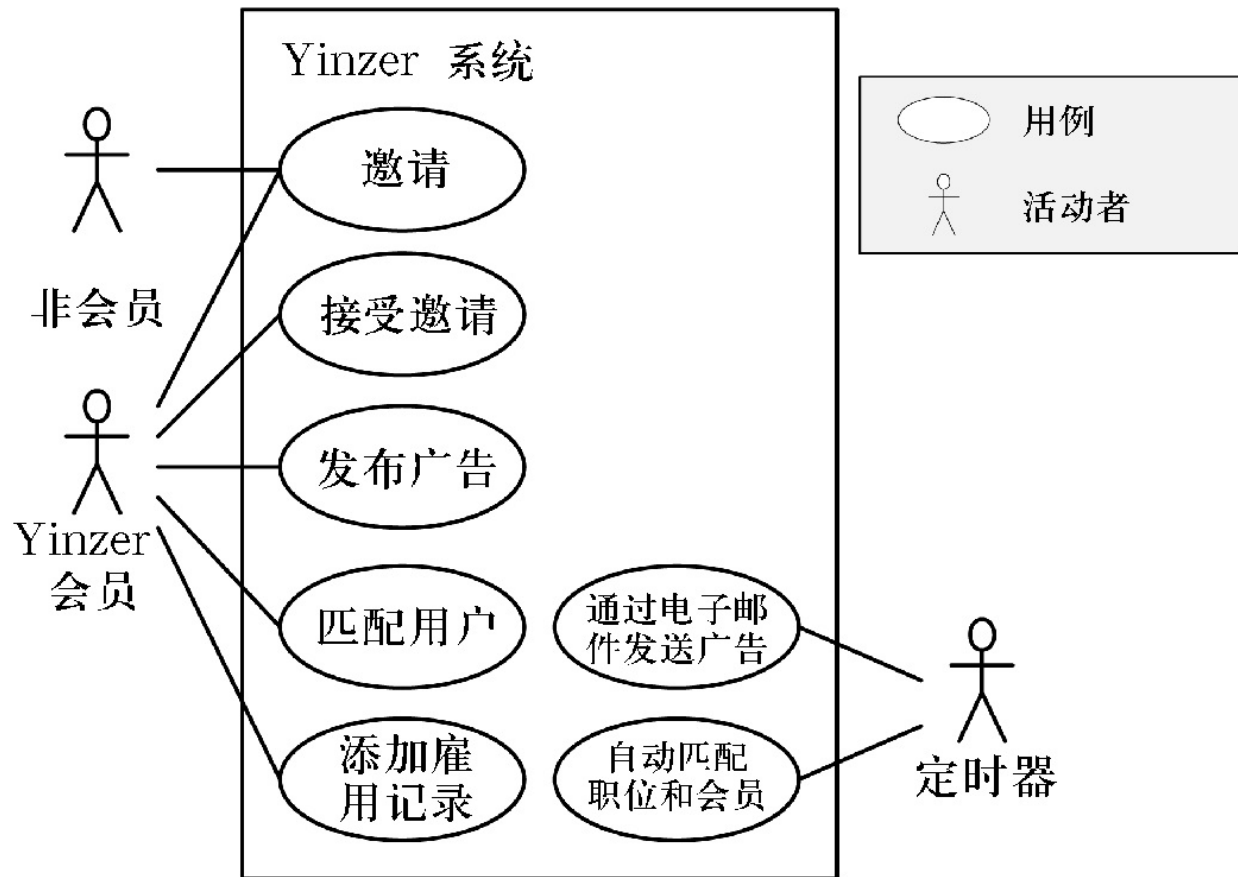 Yinzer 系统
邀请
用例
活动者
非会员
接受邀请
发布广告
Yinzer
会员
匹配用户
通过电子邮
件发送广告
添加雇
用记录
自动匹配
职位和会员
定时器